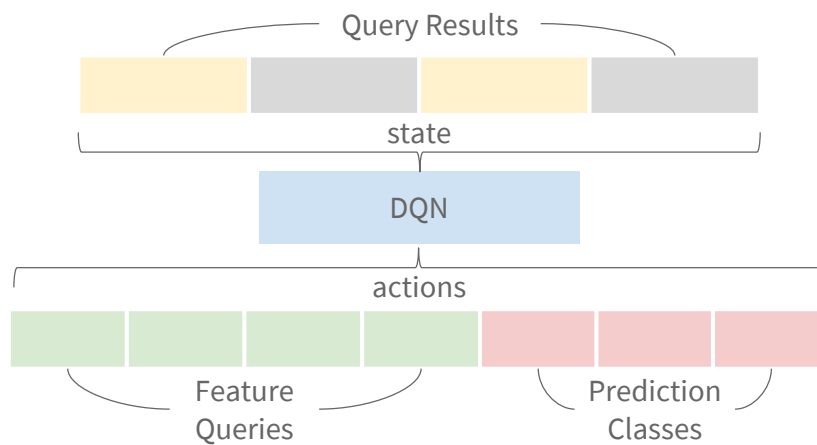 Query Results
state
DQN
actions
Feature
Queries
Prediction
Classes